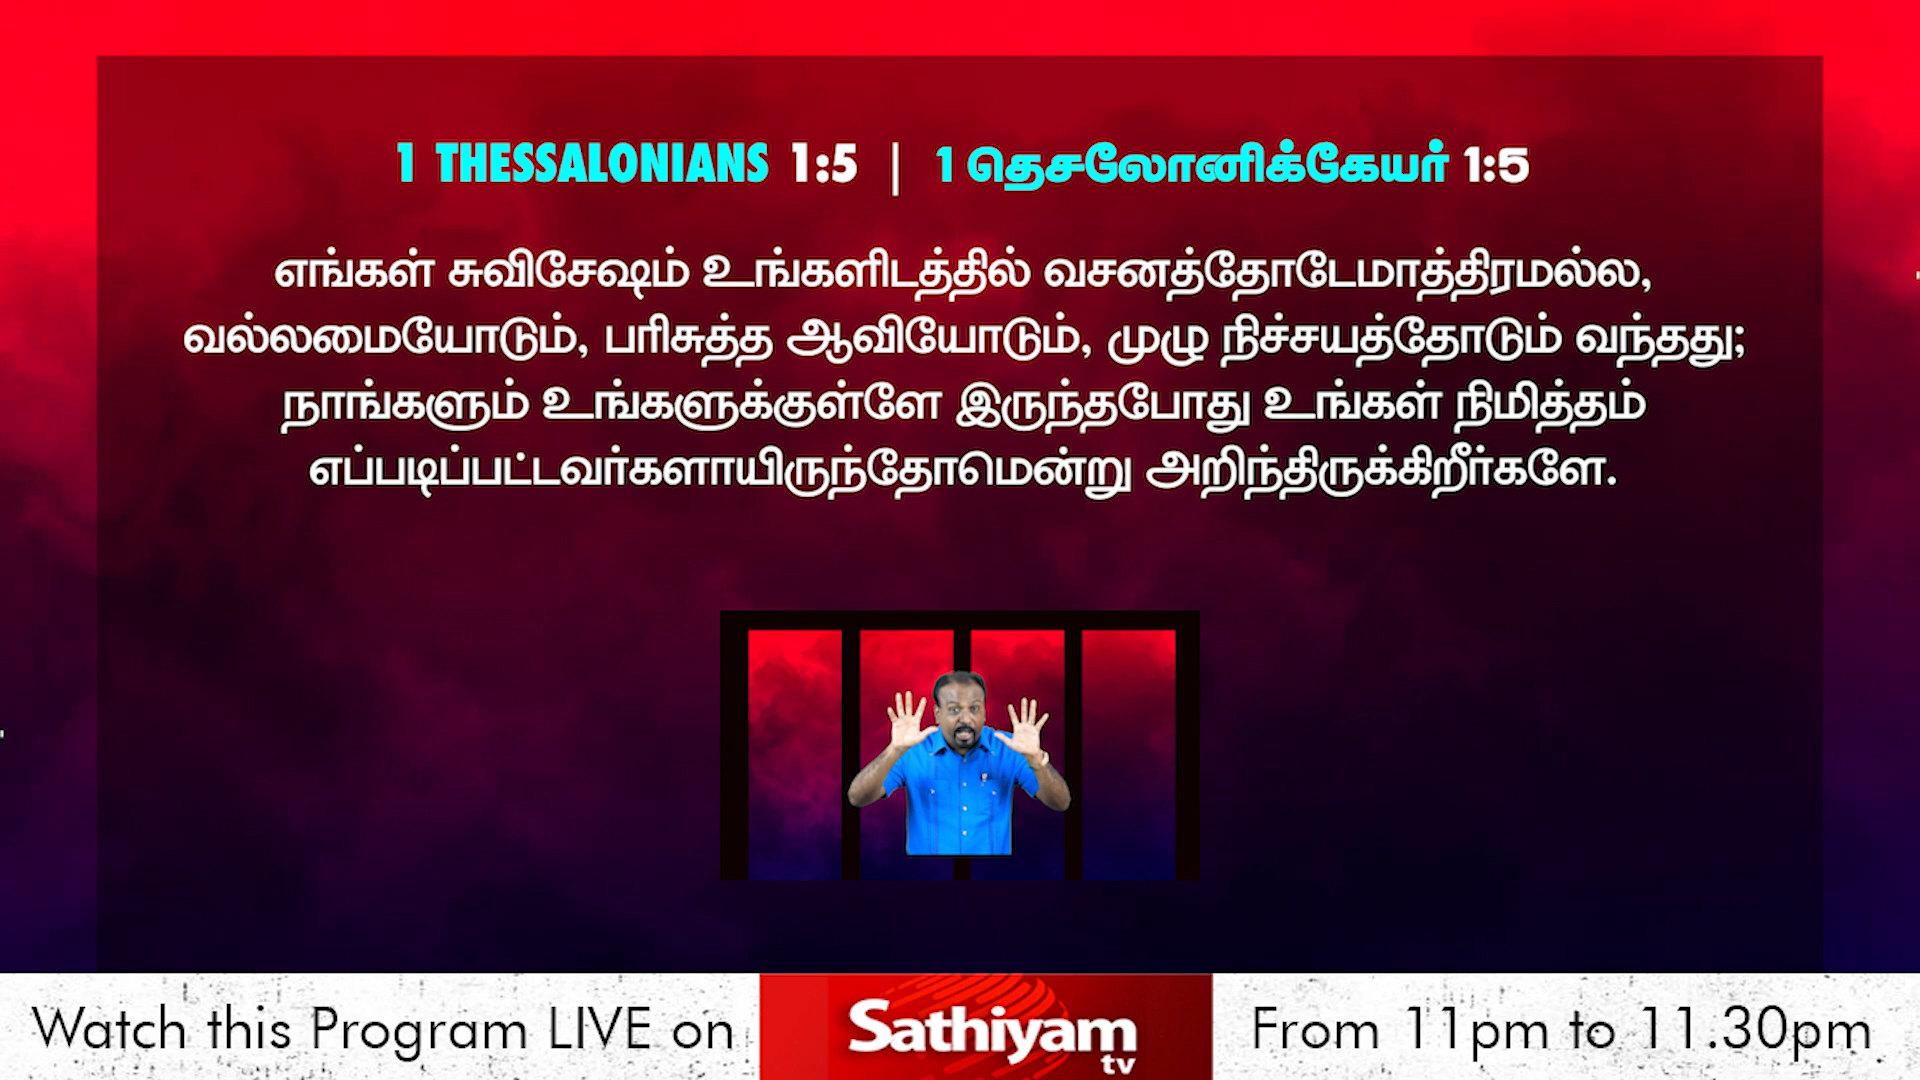 1 THESSALONIANS 1:5 | 1 தெசலோனிக்கேயர் 1:5
எங்கள் சுவிசேஷம் உங்களிடத்தில் வசனத்தோடேமாத்திரமல்ல,
வல்லமையோடும், பரிசுத்த ஆவியோடும், முழு நிச்சயத்தோடும் வந்தது;
நாங்களும் உங்களுக்குள்ளே இருந்தபோது உங்கள் நிமித்தம்
எப்படிப்பட்டவர்களாயிருந்தோமென்று அறிந்திருக்கிறீர்களே.
Watch this Program LIVE on Sathiyam tv From 11pm to 11.30pm